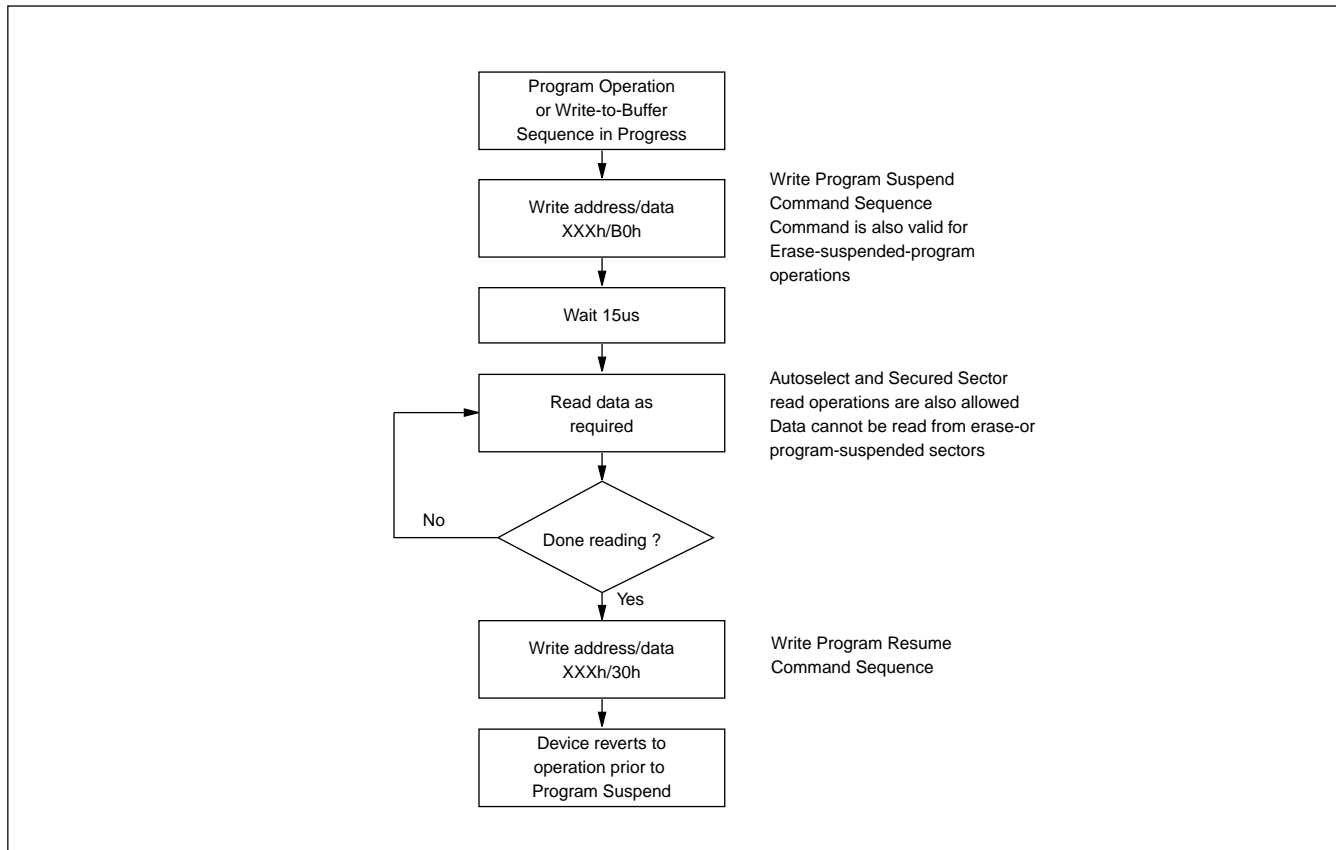 Program Operation
or Write-to-Buffer
Sequence in Progress
Write address/data
XXXh/B0h
Write Program Suspend
Command Sequence
Command is also valid for
Erase-suspended-program
operations
Wait 15us
Read data as
required
Autoselect and Secured Sector
read operations are also allowed
Data cannot be read from erase-or
program-suspended sectors
No
Done reading ?
Yes
Write address/data
XXXh/30h
Write Program Resume
Command Sequence
Device reverts to
operation prior to
Program Suspend